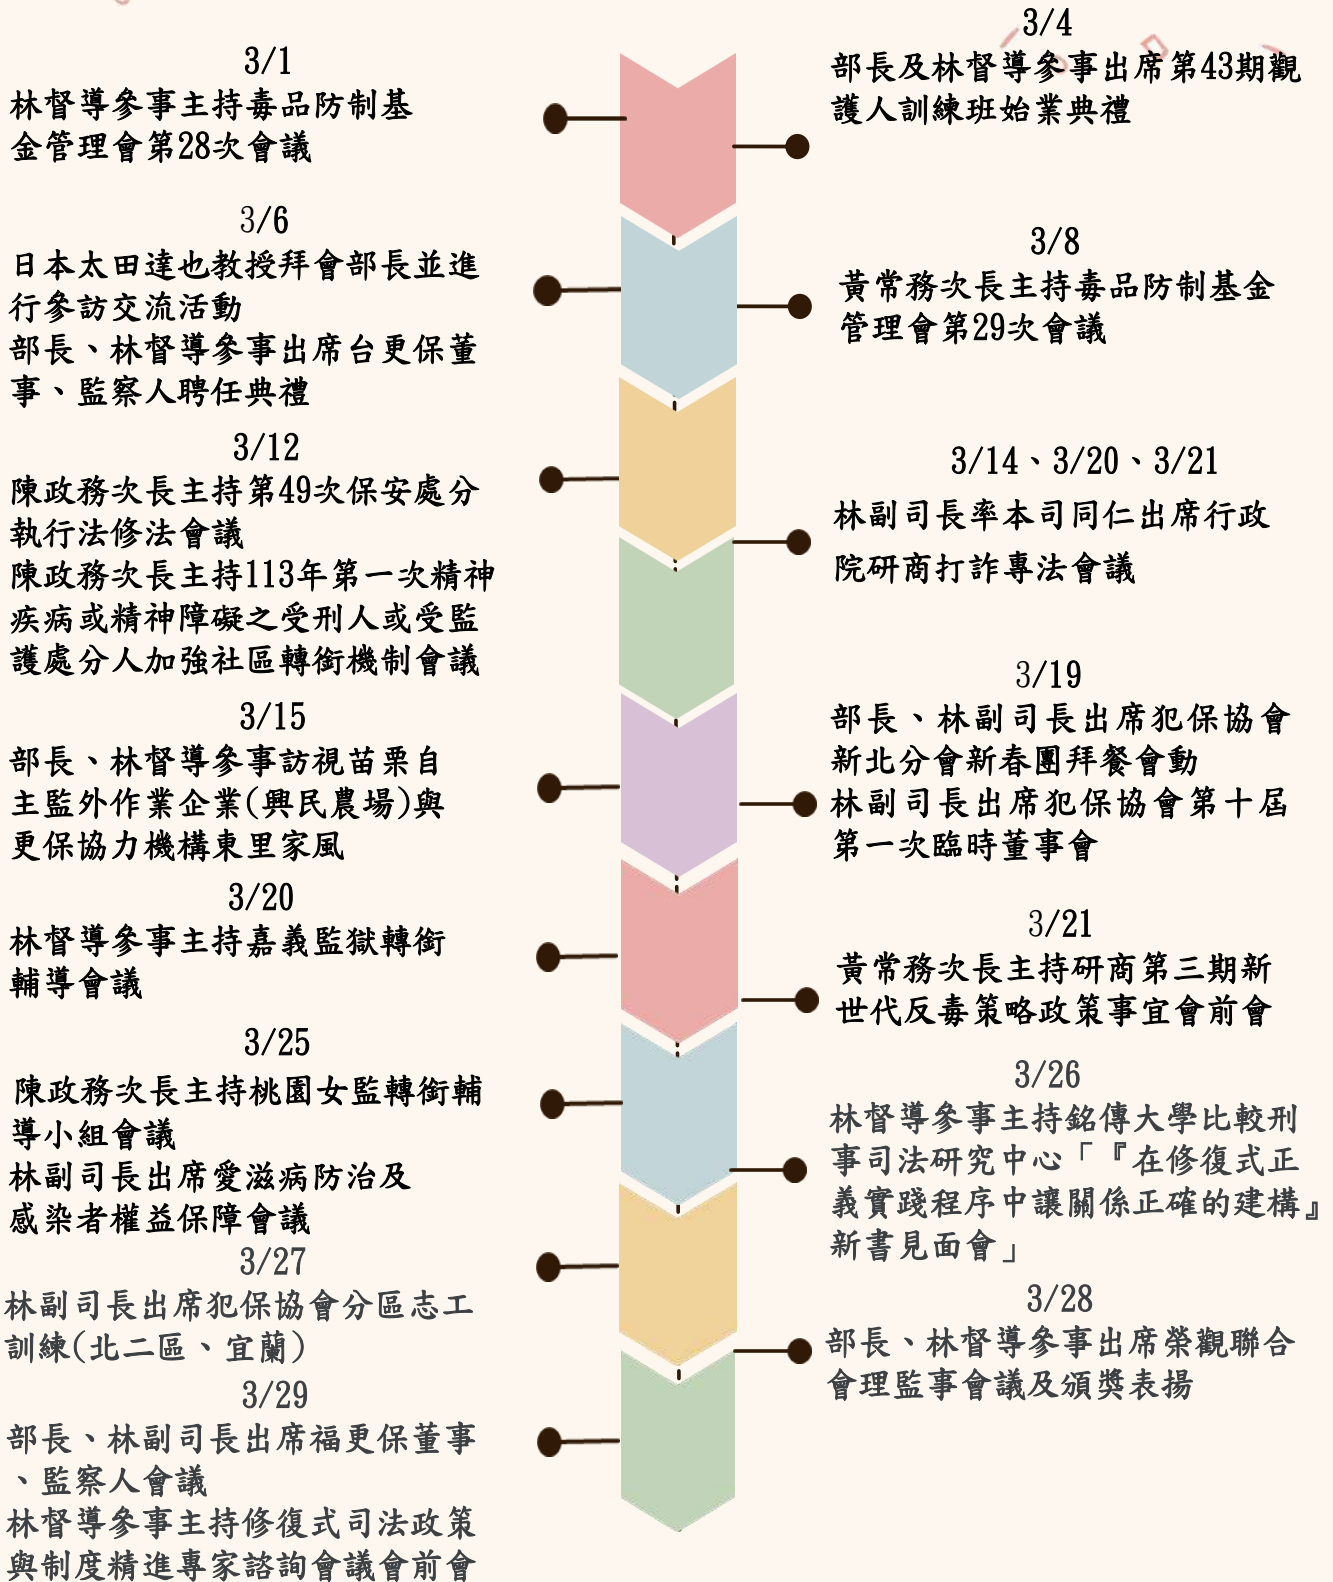 3/1
林督導參事主持毒品防制基
金管理會第28次會議
3/4
部長及林督導參事出席第43期觀
護人訓練班始業典禮
3/6
日本太田達也教授拜會部長並進
行參訪交流活動
部長、林督導參事出席台更保董
事、監察人聘任典禮
3/8
黃常務次長主持毒品防制基金
管理會第29次會議
3/12
陳政務次長主持第49次保安處分
執行法修法會議
陳政務次長主持113年第一次精神
疾病或精神障礙之受刑人或受監
護處分人加強社區轉銜機制會議
3/14、3/20、3/21
林副司長率本司同仁出席行政
院研商打詐專法會議
3/15
部長、林督導參事訪視苗栗自
主監外作業企業(興民農場)與
更保協力機構東里家風
3/19
部長、林副司長出席犯保協會
新北分會新春團拜餐會動
林副司長出席犯保協會第十屆
第一次臨時董事會
3/20
林督導參事主持嘉義監獄轉銜
輔導會議
3/21
黃常務次長主持研商第三期新
世代反毒策略政策事宜會前會
3/25
陳政務次長主持桃園女監轉銜輔
導小組會議
林副司長出席愛滋病防治及
感染者權益保障會議
3/26
林督導參事主持銘傳大學比較刑
事司法研究中心「『在修復式正
義實踐程序中讓關係正確的建構』
新書見面會」
3/27
林副司長出席犯保協會分區志工
訓練(北二區、宜蘭)
3/28
部長、林督導參事出席榮觀聯合
會理監事會議及頒獎表揚
3/29
部長、林副司長出席福更保董事
、監察人會議
林督導參事主持修復式司法政策
與制度精進專家諮詢會議會前會